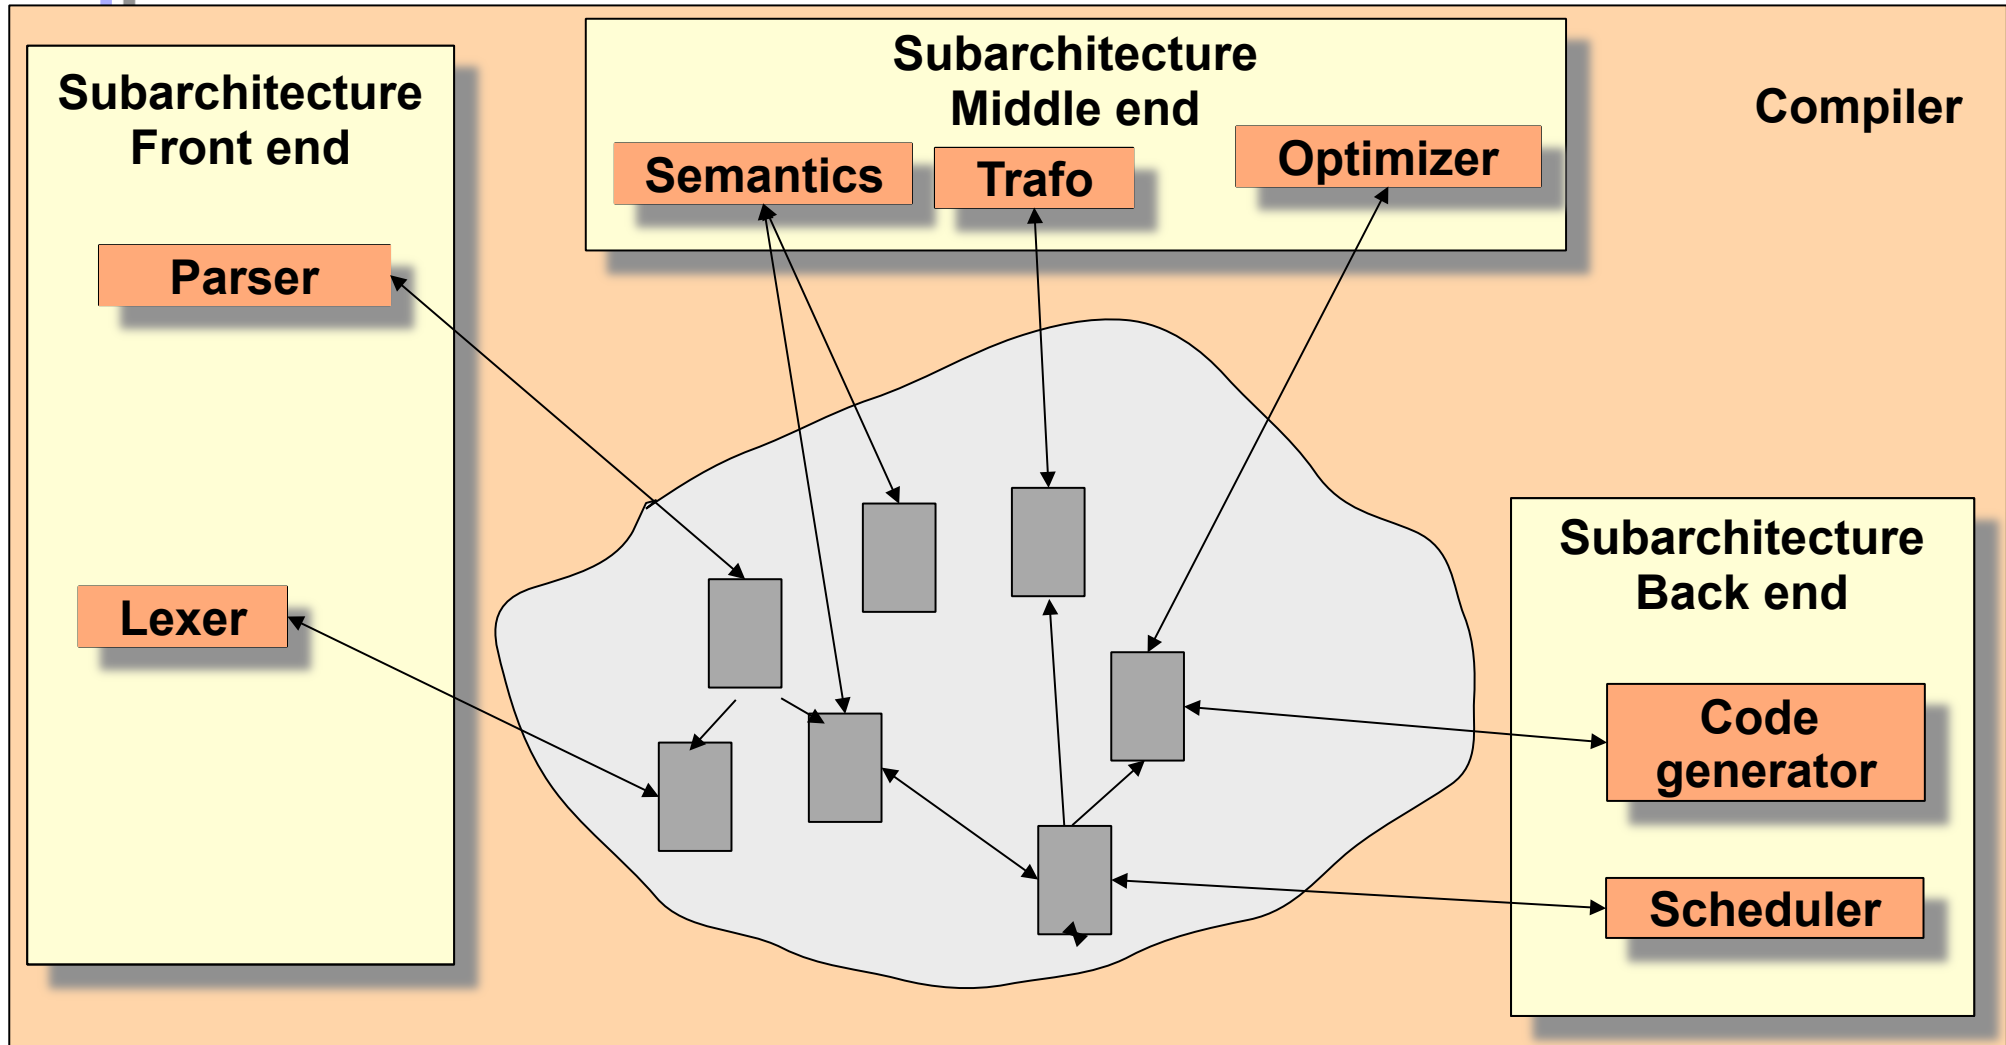 Subarchitecture
Front end
Parser
Lexer
Subarchitecture
Middle end
Semantics
Trafo
Optimizer
Compiler
Subarchitecture
Back end
Code
generator
Scheduler